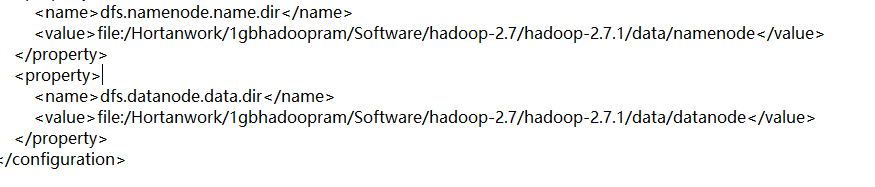 <name>dfs.namenode.name.dir</name>
<value>file:/Hortanwork/1gbhadoopram/Software/hadoop-2.7/hadoop-2.7.1/data/namenode</value>
</property>
<property>
<name>dfs.datanode.data.dir</name>
<value>file:/Hortanwork/1gbhadoopram/Software/hadoop-2.7/hadoop-2.7.1/data/datanode</value>
</property>
</configuration>